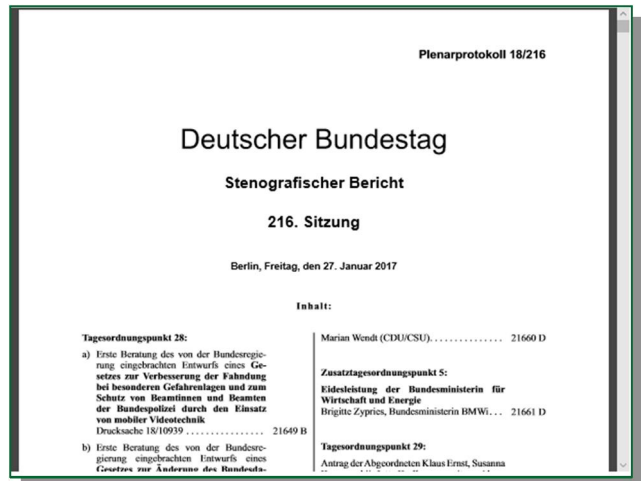 Plenarprotokoll 18/216
Deutscher Bundestag
Stenografischer Bericht
216. Sitzung
Berlin, Freitag, den 27. Januar 2017
Inhalt:
Tagesordnungspunkt 28:
a) Erste Beratung des von der Bundesregie-
rung eingebrachten Entwurfs eines Ge-
setzes zur Verbesserung der Fahndung
bei besonderen Gefahrenlagen und zum
Schutz von Beamtinnen und Beamten
der Bundespolizei durch den Einsatz
von mobiler Videotechnik
Drucksache 18/10939 . . . . . . . . . . . . . . . . 21649 B
b) Erste Beratung des von der Bundesre-
gierung eingebrachten Entwurfs eines
Gesetzes zur Änderung des Bundesda-
Marian Wendt (CDU/CSU). . . . . . . . . . . . . . . 21660 D
Zusatztagesordnungspunkt 5:
Eidesleistung der Bundesministerin für
Wirtschaft und Energie
Brigitte Zypries, Bundesministerin BMWi. . . 21661 D
Tagesordnungspunkt 29:
Antrag der Abgeordneten Klaus Ernst, Susanna